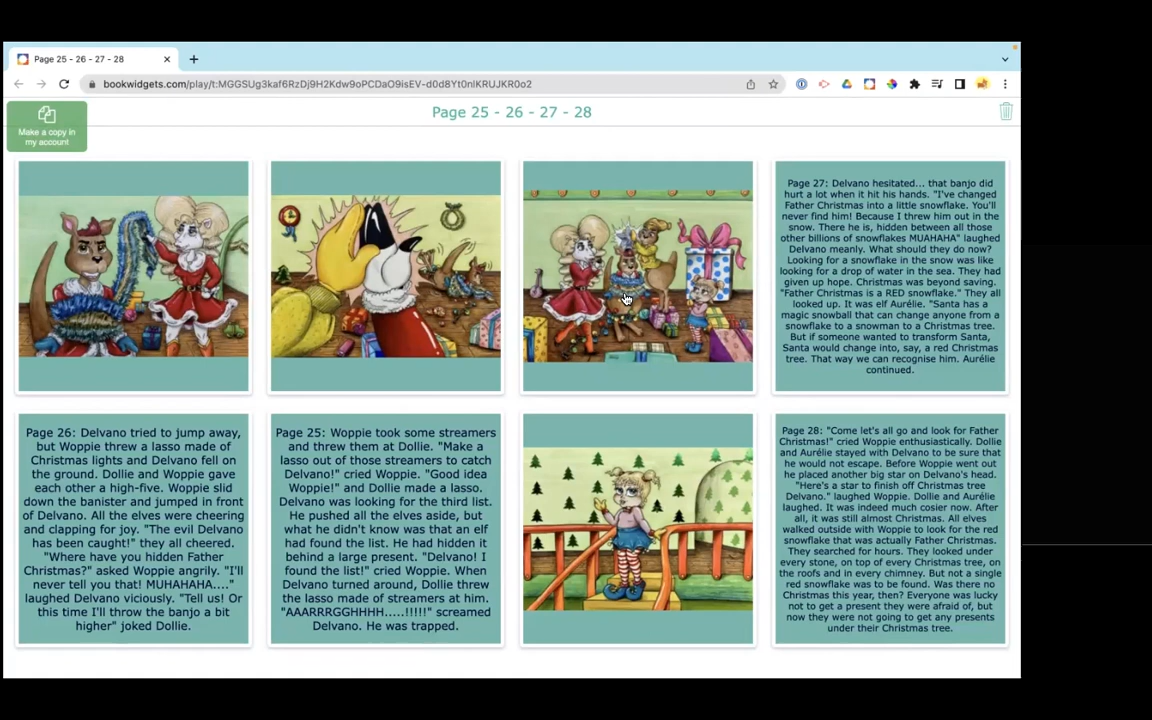 Page 25 - 26 - 27 - 28
bookwidgets.com/play/t:MGGSUg3kaf6RzDj9H2Kdw9oPCDaO9isEV-d0d8Yt0nlKRUJKR0o2
Make a copy in
my account
Page 25 - 26 - 27 - 28
Page 27: Delvano hesitated... that banjo did
hurt a lot when it hit his hands. "I've changed
Father Christmas into a little snowflake. You'll
never find him! Because I threw him out in the
snow. There he is, hidden between all those
other billions of snowflakes MUAHAHA" laughed
Delvano meanly. What should they do now?
Looking for a snowflake in the snow was like
looking for a drop of water in the sea. They had
given up hope. Christmas was beyond saving.
"Father Christmas is a RED snowflake." They all
looked up. It was elf Aurélie. "Santa has a
magic snowball that can change anyone from a
snowflake to a snowman to a Christmas tree.
But if someone wanted to transform Santa,
Santa would change into, say, a red Christmas
tree. That way we can recognise him. Aurélie
continued.
Page 26: Delvano tried to jump away,
but Woppie threw a lasso made of
Christmas lights and Delvano fell on
the ground. Dollie and Woppie gave
each other a high-five. Woppie slid
down the banister and jumped in front
of Delvano. All the elves were cheering
and clapping for joy. "The evil Delvano
has been caught!" they all cheered.
"Where have you hidden Father
Christmas?" asked Woppie angrily. "I'll
never tell you that! MUHAHAHA...."
laughed Delvano viciously. "Tell us! Or
this time I'll throw the banjo a bit
higher" joked Dollie.
Page 25: Woppie took some streamers
and threw them at Dollie. "Make a
lasso out of those streamers to catch
Delvano!" cried Woppie. "Good idea
Woppie!" and Dollie made a lasso.
Delvano was looking for the third list.
He pushed all the elves aside, but
what he didn't know was that an elf
had found the list. He had hidden it
behind a large present. "Delvano! I
found the list!" cried Woppie. When
Delvano turned around, Dollie threw
the lasso made of streamers at him.
"AAARRRGGHHHH.....!!!!!" screamed
Delvano. He was trapped.
Page 28: "Come let's all go and look for Father
Christmas!" cried Woppie enthusiastically. Dollie
and Aurélie stayed with Delvano to be sure that
he would not escape. Before Woppie went out
he placed another big star on Delvano's head.
"Here's a star to finish off Christmas tree
Delvano." laughed Woppie. Dollie and Aurélie
laughed. It was indeed much cosier now. After
all, it was still almost Christmas. All elves
walked outside with Woppie to look for the red
snowflake that was actually Father Christmas.
They searched for hours. They looked under
every stone, on top of every Christmas tree, on
the roofs and in every chimney. But not a single
red snowflake was to be found. Was there no
Christmas this year, then? Everyone was lucky
not to get a present they were afraid of, but
now they were not going to get any presents
under their Christmas tree.